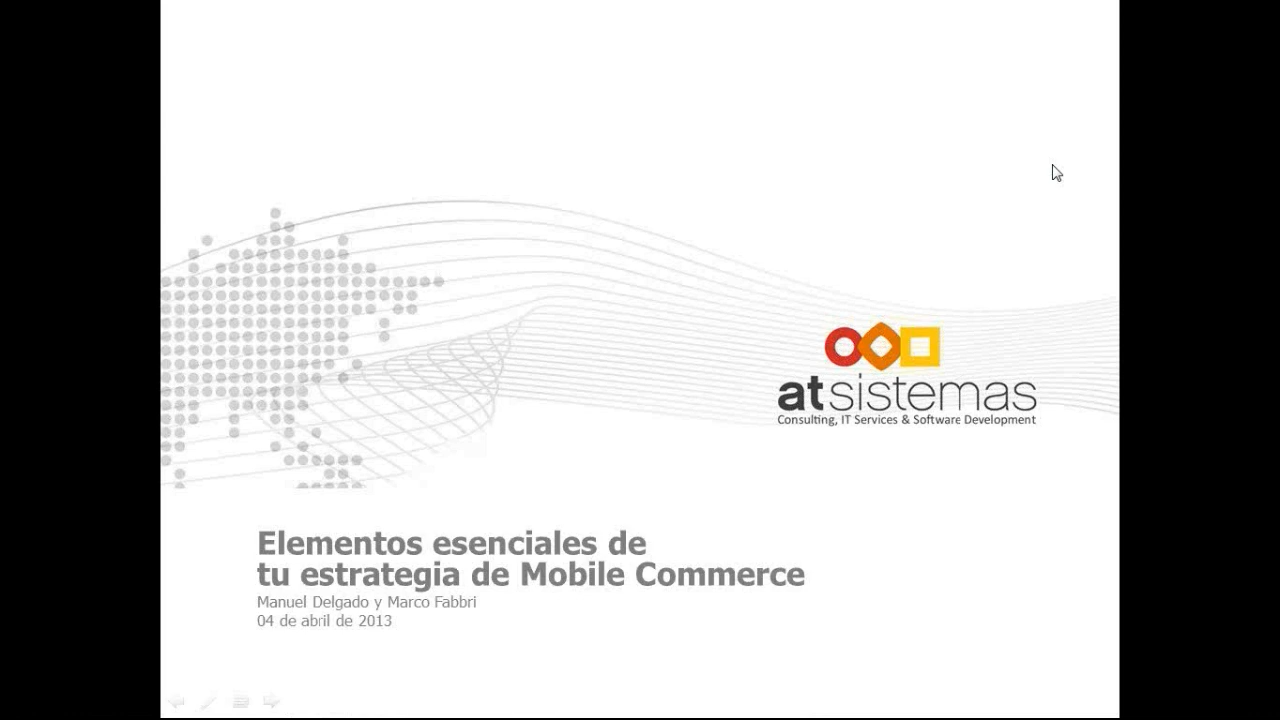 atsistemas
Consulting, IT Services & Software Development
Elementos esenciales de
tu estrategia de Mobile Commerce
Manuel Delgado y Marco Fabbri
04 de abril de 2013